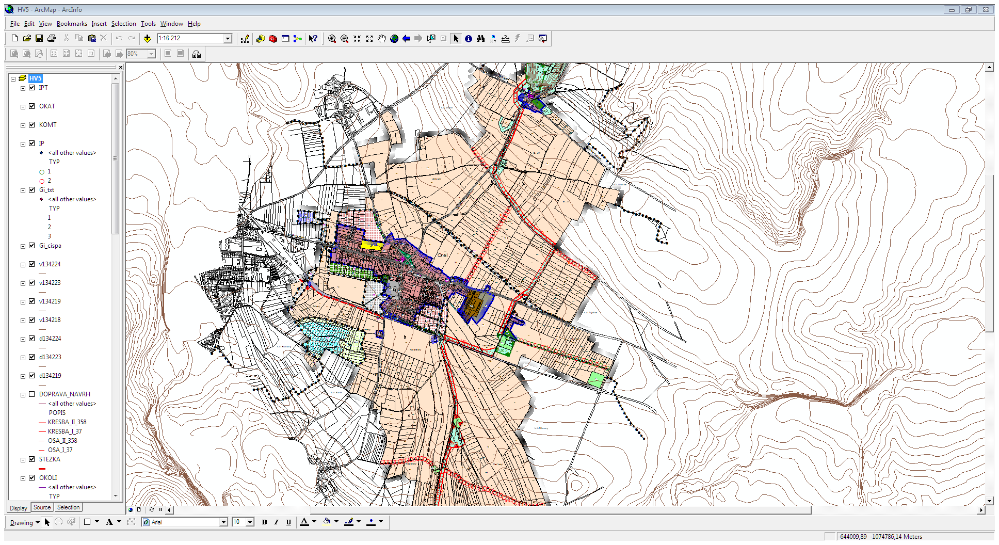 HV5 - ArcMap - ArcInfo
File Edit View Bookmarks Insert Selection Tools Window Help
1:16 212
80%
HV5
IPT
OKAT
KOMT
IP
<all other values>
TYP
1
2
Gi_txt
<all other values>
TYP
1
2
3
Gi_cispa
v134224
v134223
v134219
v134218
d134224
d134223
d134219
DOPRAVA_NAVRH
<all other values>
POPIS
KRESBA_II_358
KRESBA_I_37
OSA_II_358
OSA_I_37
STEZKA
OKOLI
<all other values>
TYP
Orel
Display Source Selection
Drawing A Arial 10 B I U A
-644009,89 -1074786,14 Meters